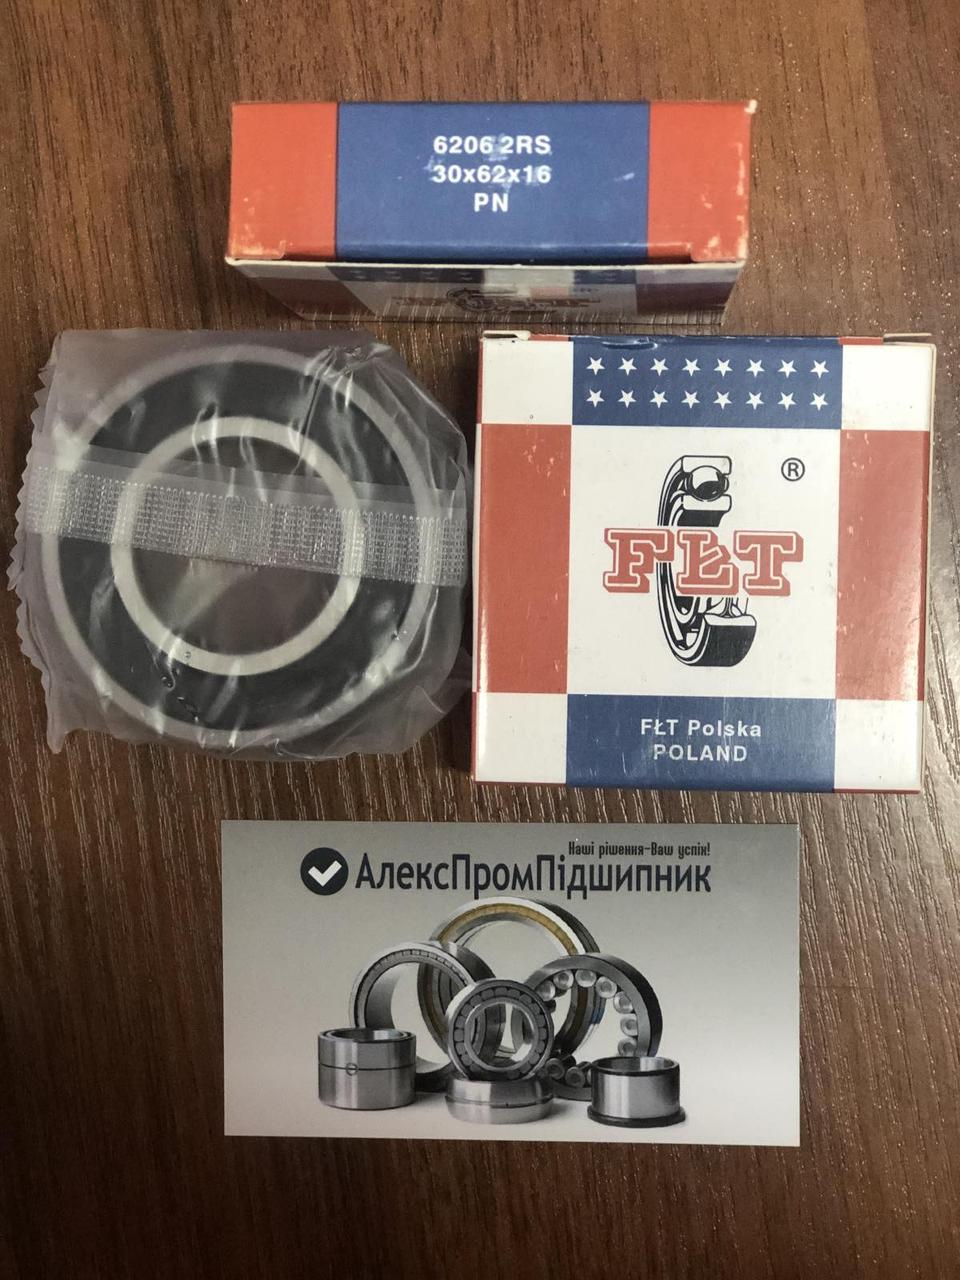 6206 2RS
30x62x16
PN
®
FŁT
FŁT Polska
POLAND
Наші рішення-Ваш успіх!
АлексПромПідшипник